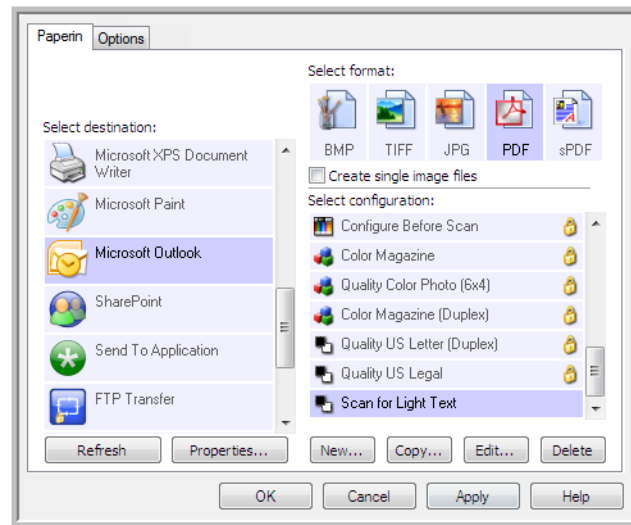 Paperin Options
Select format:
BMP TIFF JPG PDF sPDF
Create single image files
Select destination:
Microsoft XPS Document
Writer
Microsoft Paint
Microsoft Outlook
SharePoint
Send To Application
FTP Transfer
Refresh Properties...
Select configuration:
Configure Before Scan
Color Magazine
Quality Color Photo (6x4)
Color Magazine (Duplex)
Quality US Letter (Duplex)
Quality US Legal
Scan for Light Text
New... Copy... Edit... Delete
OK Cancel Apply Help